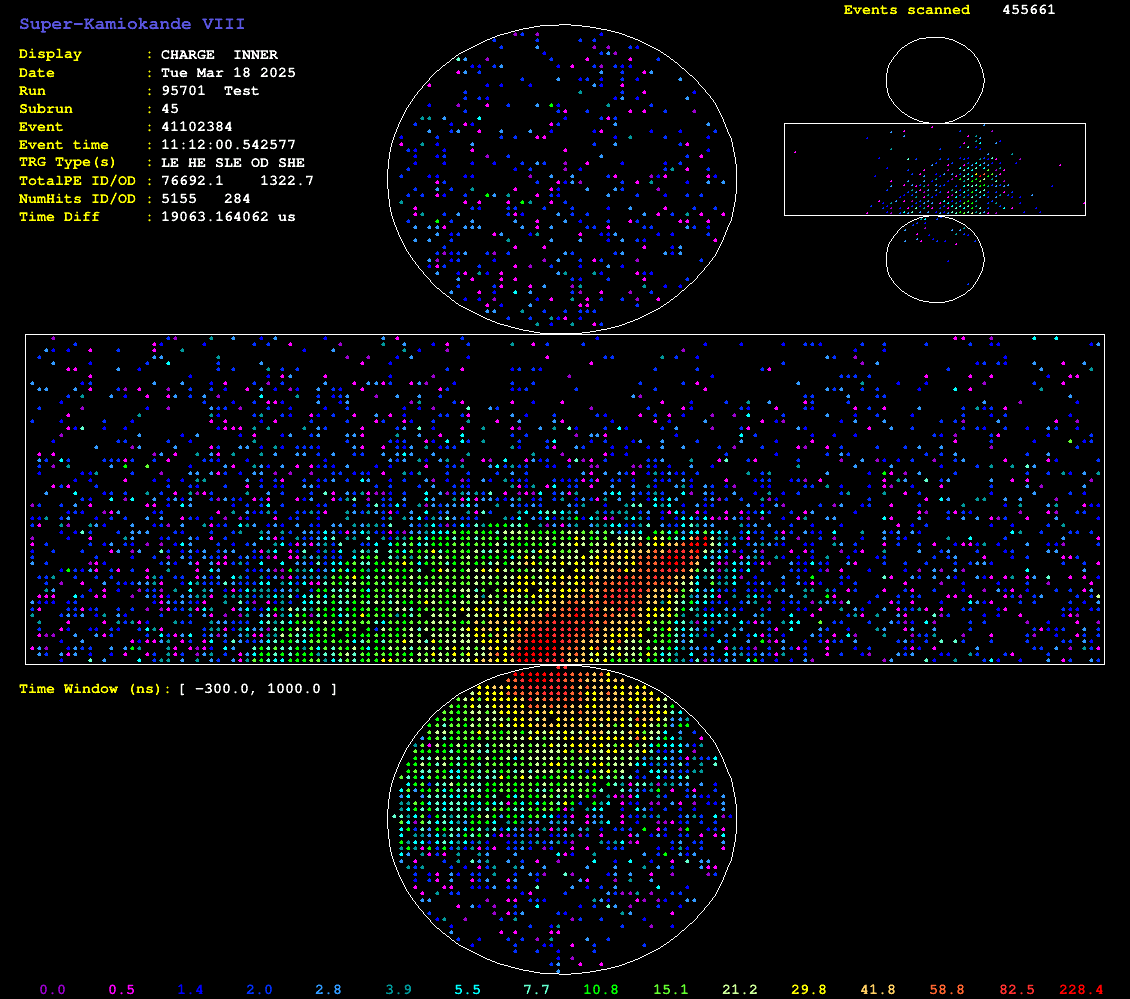 Super-Kamiokande VIII
Events scanned 455661
Display : CHARGE INNER
Date : Tue Mar 18 2025
Run : 95701 Test
Subrun : 45
Event : 41102384
Event time : 11:12:00.542577
TRG Type(s) : LE HE SLE OD SHE
TotalPE ID/OD : 76692.1 1322.7
NumHits ID/OD : 5155 284
Time Diff : 19063.164062 us
Time Window (ns): [ -300.0, 1000.0 ]
0.0 0.5 1.4 2.0 2.8 3.9 5.5 7.7 10.8 15.1 21.2 29.8 41.8 58.8 82.5 228.4